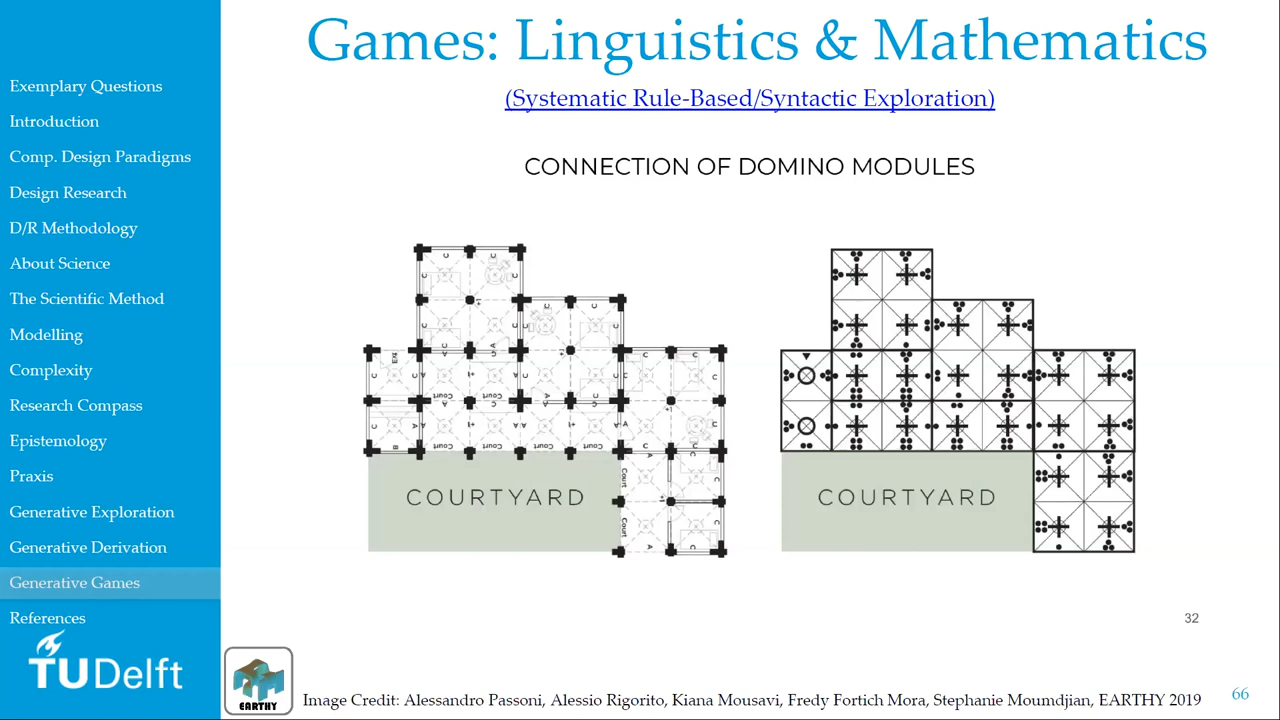 Games: Linguistics & Mathematics
(Systematic Rule-Based/Syntactic Exploration)
CONNECTION OF DOMINO MODULES
Exemplary Questions
Introduction
Comp. Design Paradigms
Design Research
D/R Methodology
About Science
The Scientific Method
Modelling
Complexity
Research Compass
Epistemology
Praxis
Generative Exploration
Generative Derivation
Generative Games
References
TUDelft
COURTYARD
COURTYARD
32
EARTHY
Image Credit: Alessandro Passoni, Alessio Rigorito, Kiana Mousavi, Fredy Fortich Mora, Stephanie Moumdjian, EARTHY 2019
66